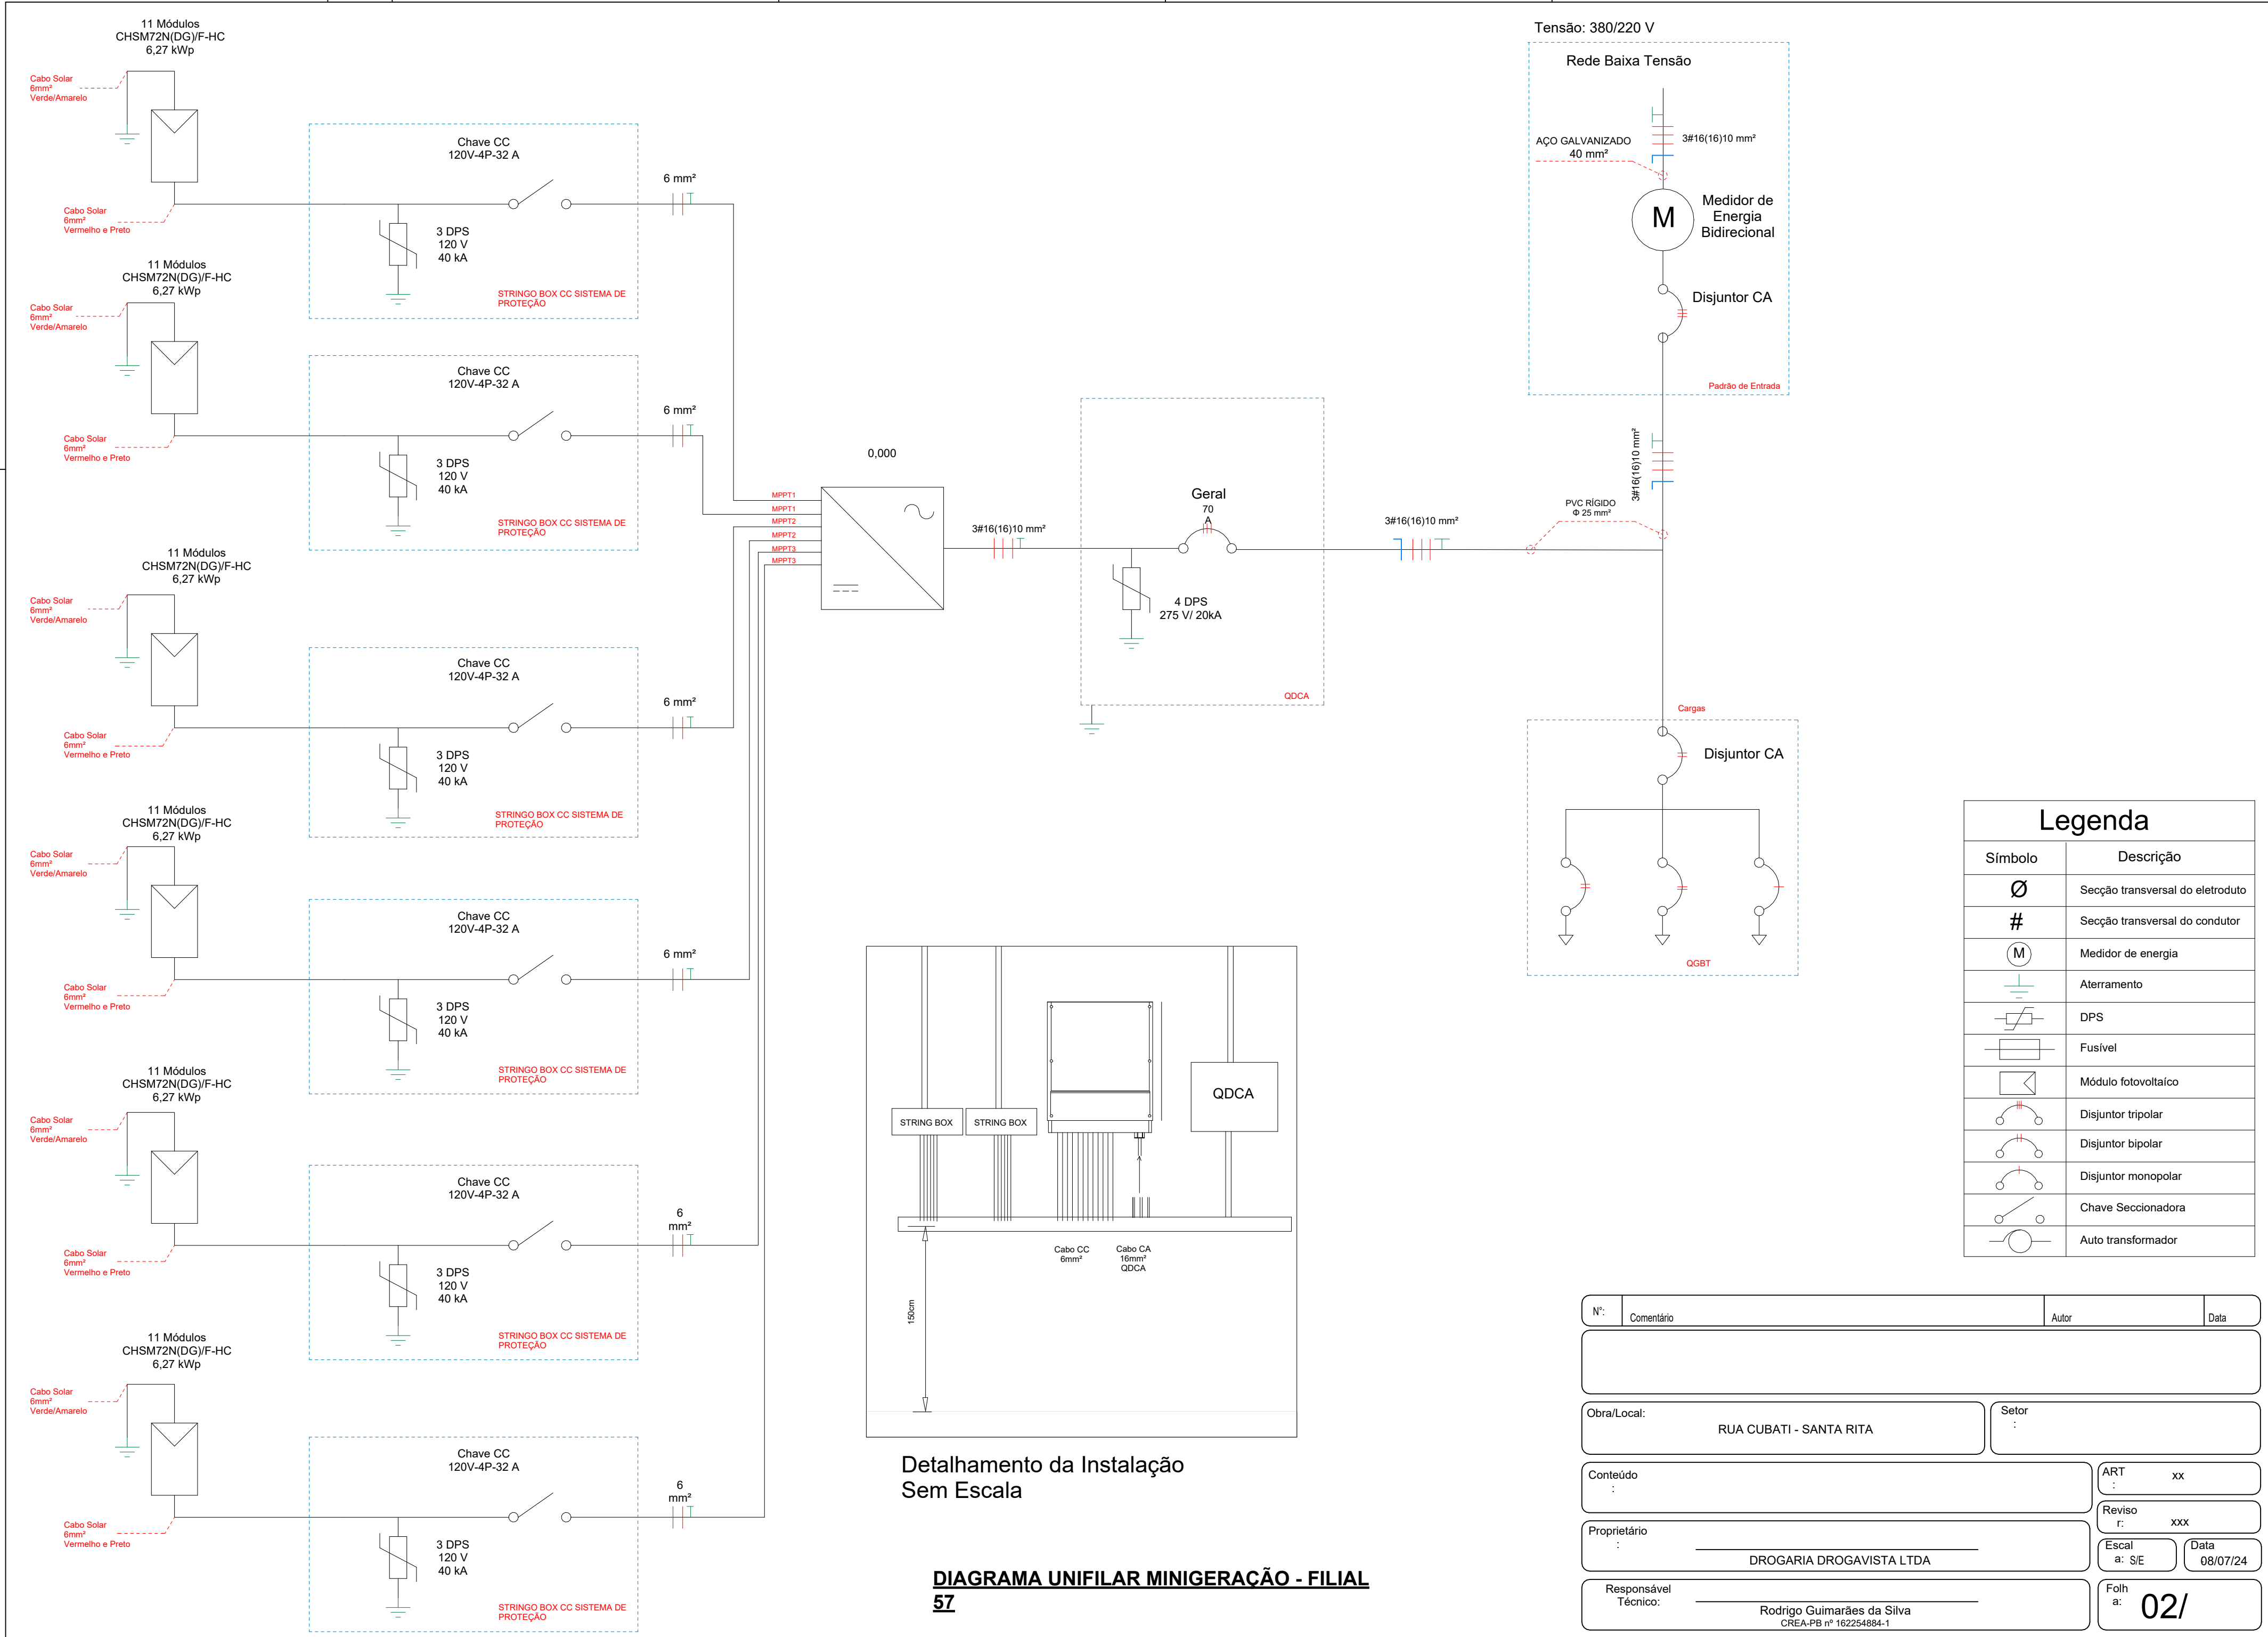 11 Módulos
CHSM72N(DG)/F-HC
6,27 kWp
Cabo Solar
6mm²
Verde/Amarelo
Cabo Solar
6mm²
Vermelho e Preto
Chave CC
120V-4P-32 A
3 DPS
120 V
40 kA
STRINGO BOX CC SISTEMA DE
PROTEÇÃO
6 mm²
11 Módulos
CHSM72N(DG)/F-HC
6,27 kWp
Cabo Solar
6mm²
Verde/Amarelo
Cabo Solar
6mm²
Vermelho e Preto
Chave CC
120V-4P-32 A
3 DPS
120 V
40 kA
STRINGO BOX CC SISTEMA DE
PROTEÇÃO
6 mm²
11 Módulos
CHSM72N(DG)/F-HC
6,27 kWp
Cabo Solar
6mm²
Verde/Amarelo
Cabo Solar
6mm²
Vermelho e Preto
Chave CC
120V-4P-32 A
3 DPS
120 V
40 kA
STRINGO BOX CC SISTEMA DE
PROTEÇÃO
6 mm²
11 Módulos
CHSM72N(DG)/F-HC
6,27 kWp
Cabo Solar
6mm²
Verde/Amarelo
Cabo Solar
6mm²
Vermelho e Preto
Chave CC
120V-4P-32 A
3 DPS
120 V
40 kA
STRINGO BOX CC SISTEMA DE
PROTEÇÃO
6 mm²
11 Módulos
CHSM72N(DG)/F-HC
6,27 kWp
Cabo Solar
6mm²
Verde/Amarelo
Cabo Solar
6mm²
Vermelho e Preto
Chave CC
120V-4P-32 A
3 DPS
120 V
40 kA
STRINGO BOX CC SISTEMA DE
PROTEÇÃO
6
mm²
11 Módulos
CHSM72N(DG)/F-HC
6,27 kWp
Cabo Solar
6mm²
Verde/Amarelo
Cabo Solar
6mm²
Vermelho e Preto
Chave CC
120V-4P-32 A
3 DPS
120 V
40 kA
STRINGO BOX CC SISTEMA DE
PROTEÇÃO
6
mm²
0,000
MPPT1
MPPT1
MPPT2
MPPT2
MPPT3
MPPT3
3#16(16)10 mm²
Geral
70
A
4 DPS
275 V/ 20kA
QDCA
3#16(16)10 mm²
PVC RÍGIDO
Φ 25 mm²
3#16(16)10 mm²
Tensão: 380/220 V
Rede Baixa Tensão
3#16(16)10 mm²
AÇO GALVANIZADO
40 mm²
M
Medidor de
Energia
Bidirecional
Disjuntor CA
Padrão de Entrada
Cargas
Disjuntor CA
QGBT
STRING BOX
STRING BOX
QDCA
Cabo CC
6mm²
Cabo CA
16mm²
QDCA
150cm
Detalhamento da Instalação
Sem Escala
DIAGRAMA UNIFILAR MINIGERAÇÃO - FILIAL
57
Legenda
Símbolo Descrição
Ø Secção transversal do eletroduto
# Secção transversal do condutor
M Medidor de energia
Aterramento
DPS
Fusível
Módulo fotovoltaíco
Disjuntor tripolar
Disjuntor bipolar
Disjuntor monopolar
Chave Seccionadora
Auto transformador
N°: Comentário Autor Data
Obra/Local:
RUA CUBATI - SANTA RITA
Setor
:
Conteúdo
:
ART
: xx
Reviso
r: xxx
Proprietário
:
DROGARIA DROGAVISTA LTDA
Escal
a: S/E
Data
: 08/07/24
Responsável
Técnico:
Rodrigo Guimarães da Silva
CREA-PB nº 162254884-1
Folh
a: 02/